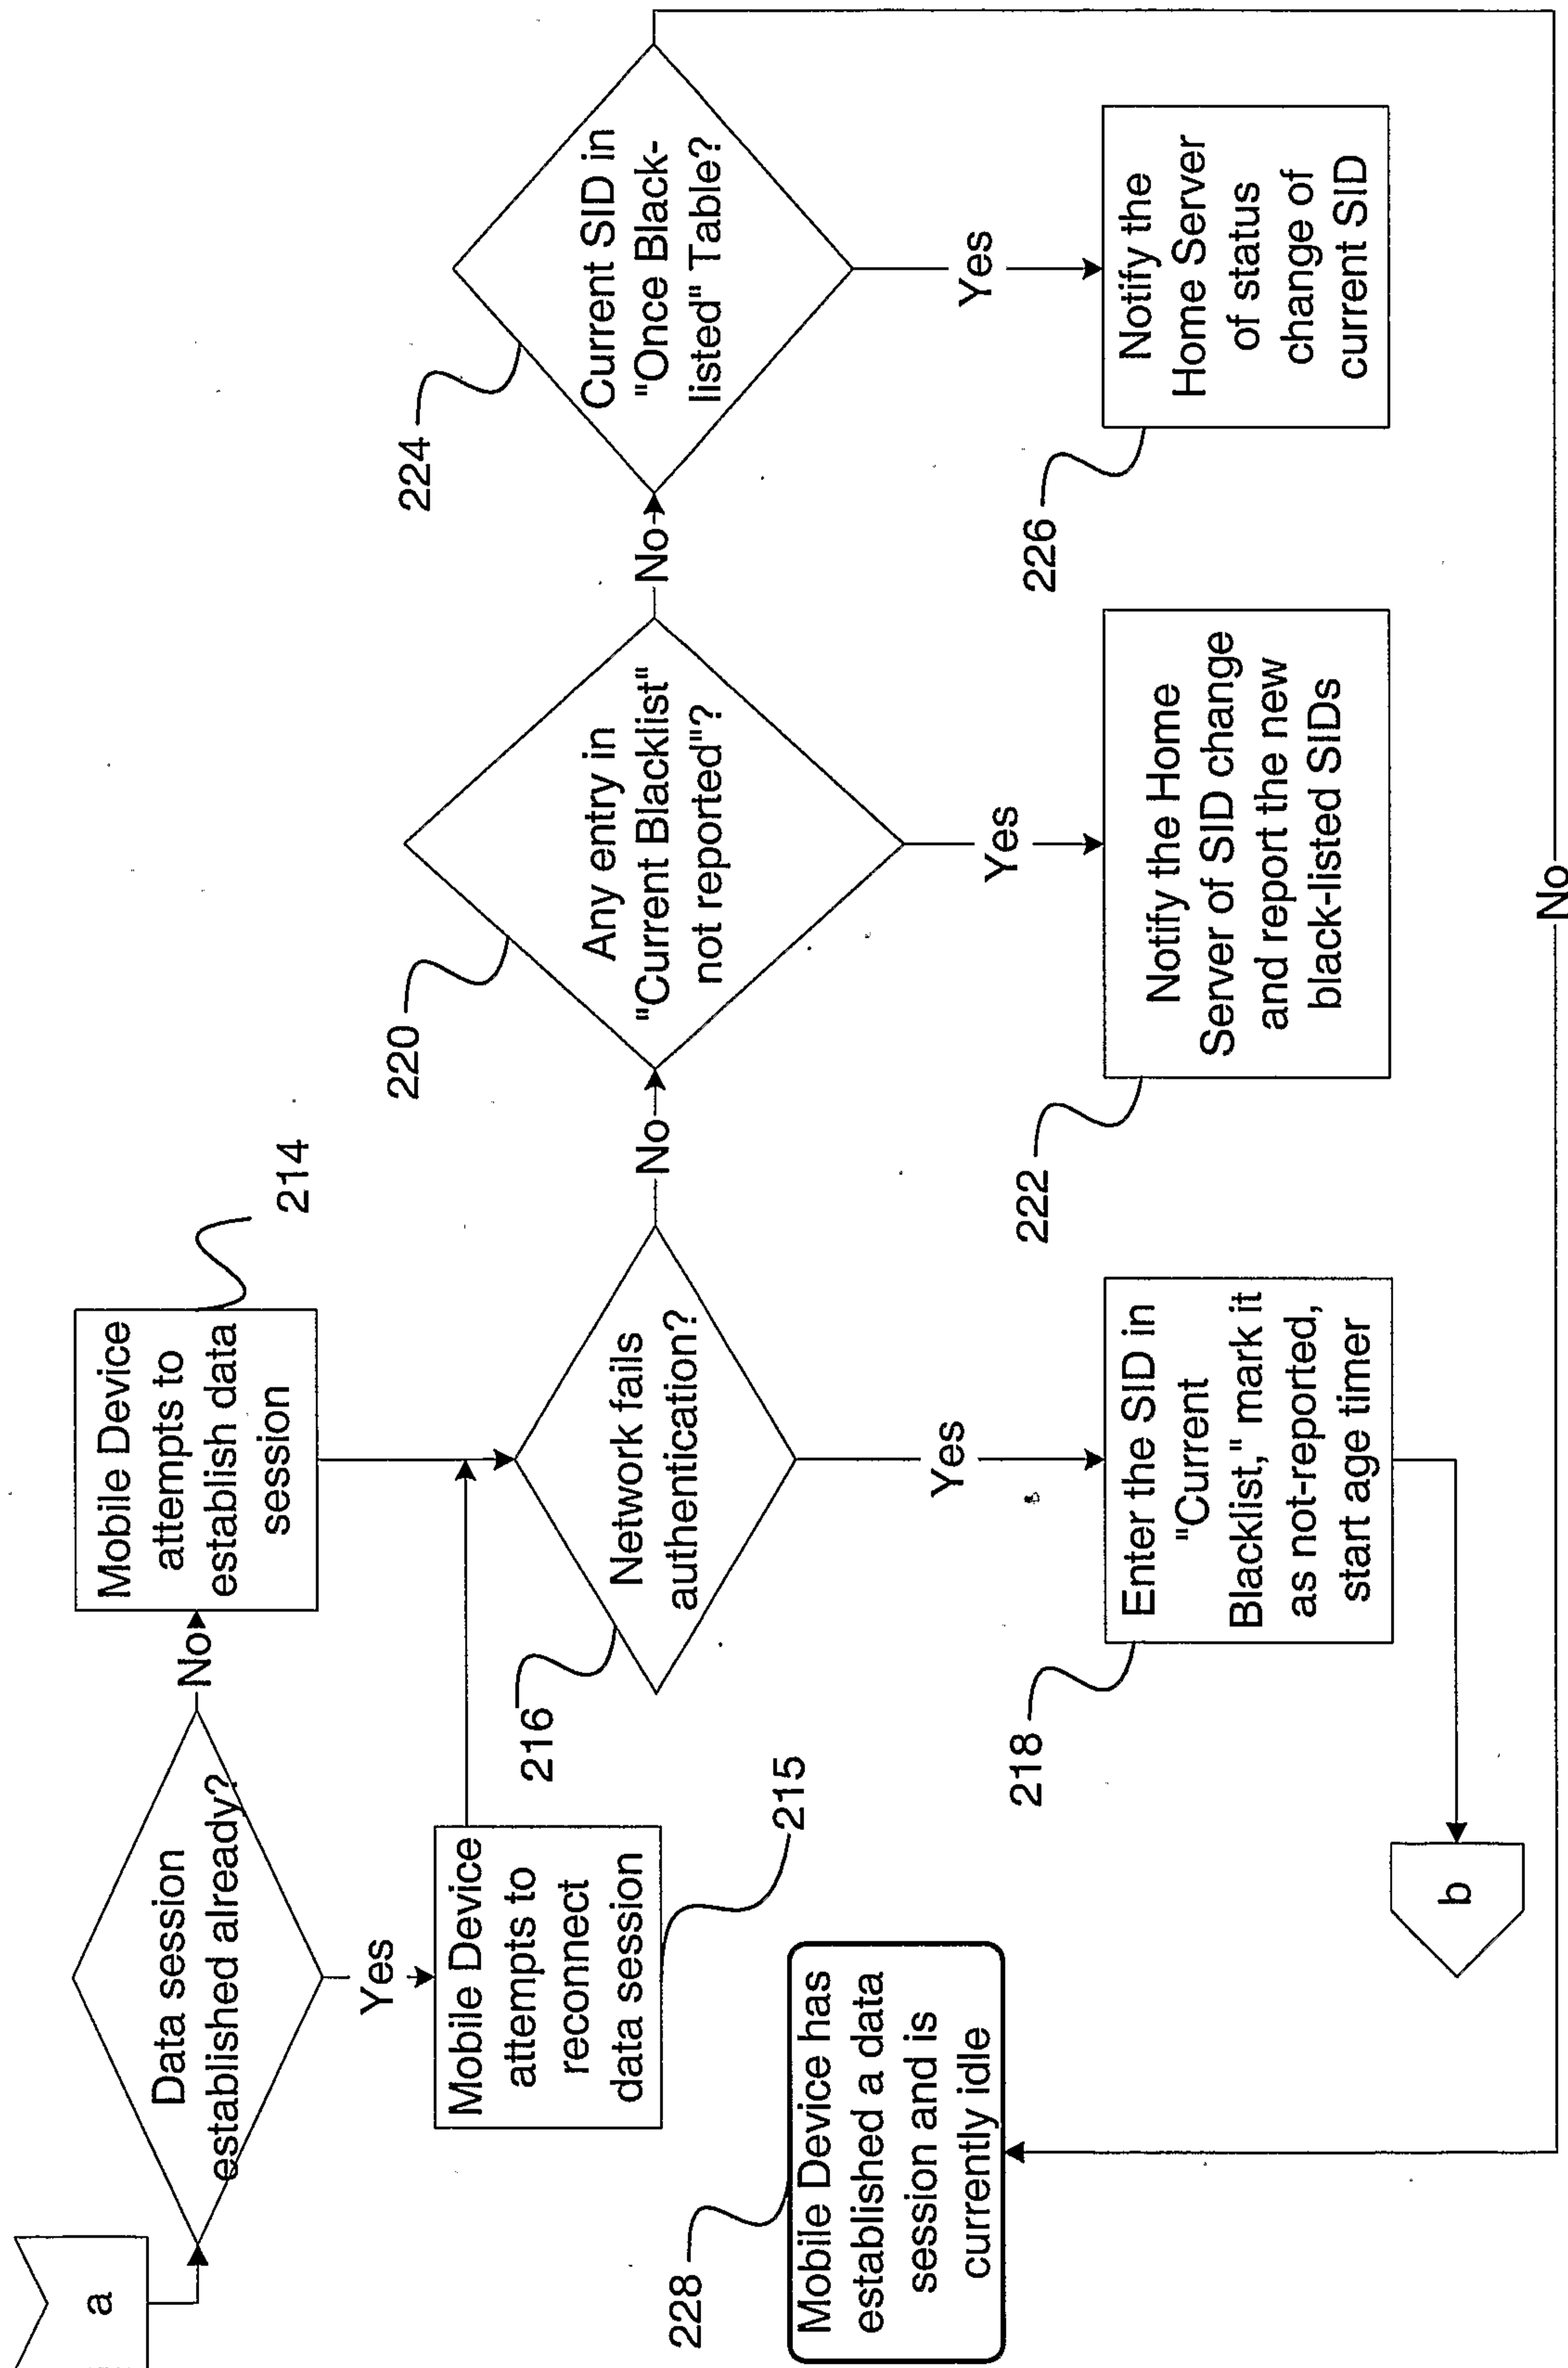 a
Data session
established already?
No
Mobile Device
attempts to
establish data
session
214
Yes
Mobile Device
attempts to
reconnect
data session
215
216
Network fails
authentication?
No
Yes
218
Enter the SID in
"Current
Blacklist," mark it
as not-reported,
start age timer
b
220
Any entry in
"Current Blacklist"
not reported"?
No
Yes
222
Notify the Home
Server of SID change
and report the new
black-listed SIDs
224
Current SID in
"Once Black-
listed" Table?
Yes
226
Notify the
Home Server
of status
change of
current SID
No
228
Mobile Device has
established a data
session and is
currently idle